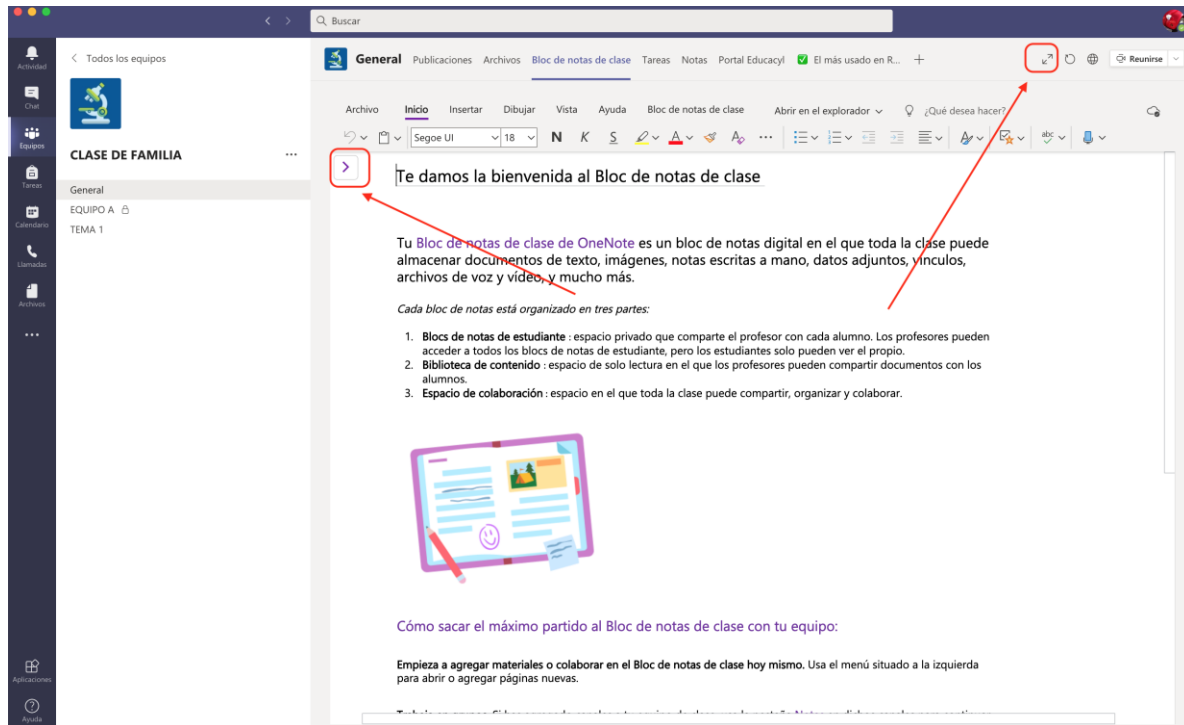 Buscar
Actividad
Chat
Equipos
Tareas
Calendario
Llamadas
Archivos
Aplicaciones
Ayuda
Todos los equipos
CLASE DE FAMILIA
General
EQUIPO A
TEMA 1
General Publicaciones Archivos Bloc de notas de clase Tareas Notas Portal Educacyl El más usado en R... Reunirse
Archivo Inicio Insertar Dibujar Vista Ayuda Bloc de notas de clase Abrir en el explorador ¿Qué desea hacer?
Segoe UI 18 N K S A A abc
Te damos la bienvenida al Bloc de notas de clase
Tu Bloc de notas de clase de OneNote es un bloc de notas digital en el que toda la clase puede
almacenar documentos de texto, imágenes, notas escritas a mano, datos adjuntos, vínculos,
archivos de voz y vídeo, y mucho más.
Cada bloc de notas está organizado en tres partes:
1. Blocs de notas de estudiante : espacio privado que comparte el profesor con cada alumno. Los profesores pueden
acceder a todos los blocs de notas de estudiante, pero los estudiantes solo pueden ver el propio.
2. Biblioteca de contenido : espacio de solo lectura en el que los profesores pueden compartir documentos con los
alumnos.
3. Espacio de colaboración : espacio en el que toda la clase puede compartir, organizar y colaborar.
Cómo sacar el máximo partido al Bloc de notas de clase con tu equipo:
Empieza a agregar materiales o colaborar en el Bloc de notas de clase hoy mismo. Usa el menú situado a la izquierda
para abrir o agregar páginas nuevas.